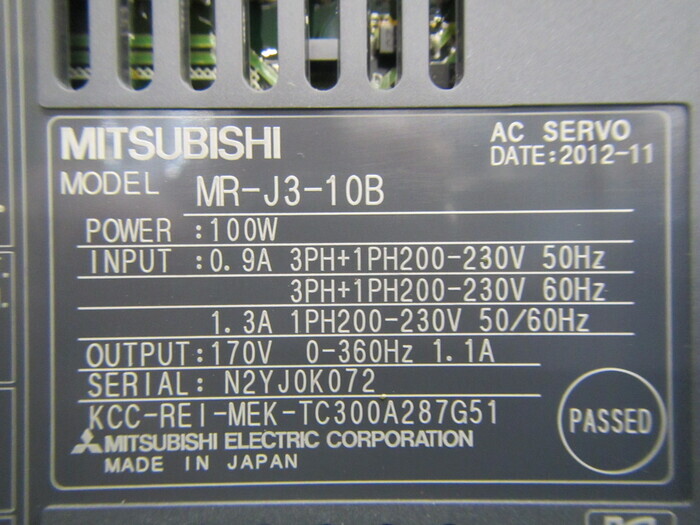 MITSUBISHI
AC SERVO
DATE:2012-11
MODEL MR-J3-10B
POWER :100W
INPUT :0.9A 3PH+1PH200-230V 50Hz
3PH+1PH200-230V 60Hz
1.3A 1PH200-230V 50/60Hz
OUTPUT:170V 0-360Hz 1.1A
SERIAL: N2YJ0K072
KCC-REI-MEK-TC300A287G51
PASSED
MITSUBISHI ELECTRIC CORPORATION
MADE IN JAPAN